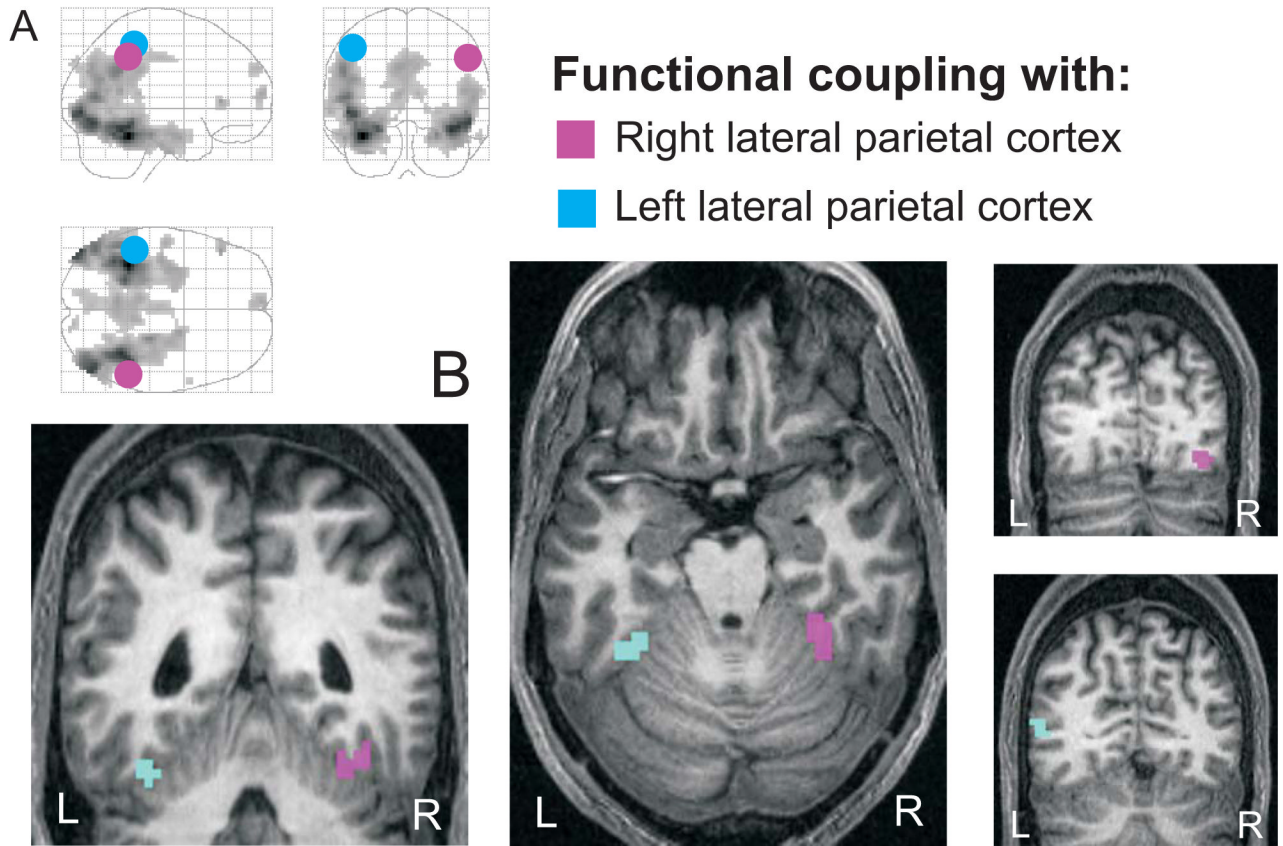 A
Functional coupling with:
Right lateral parietal cortex
Left lateral parietal cortex
B
L R
L R
L R
L R